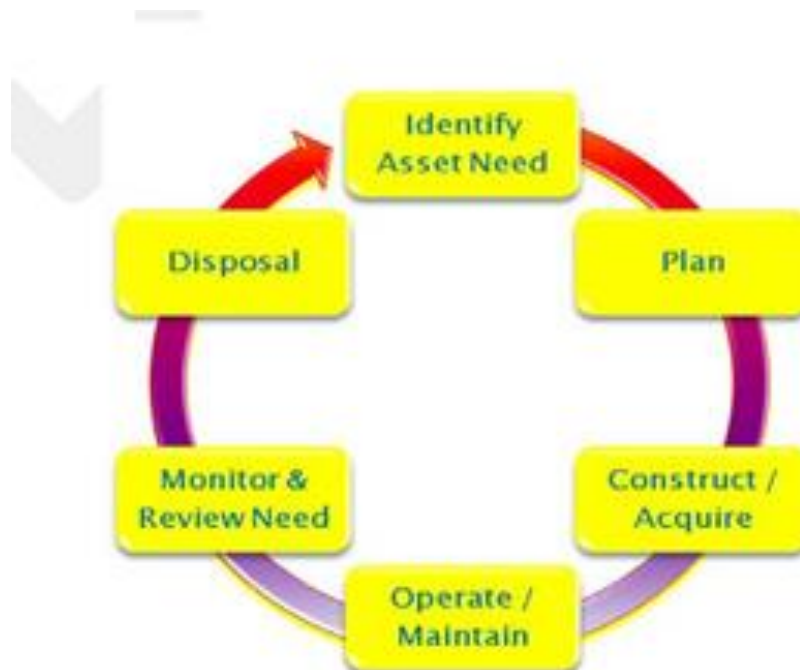 Identify
Asset Need
Plan
Construct /
Acquire
Operate /
Maintain
Monitor &
Review Need
Disposal